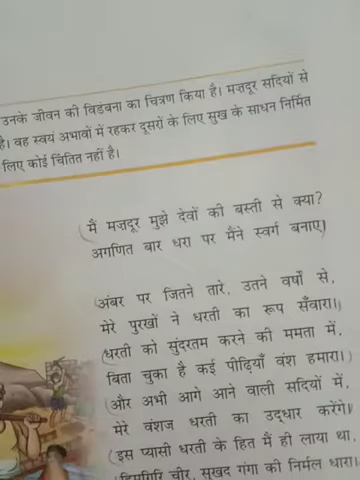 उनके जीवन की विडंबना का चित्रण किया है। मज़दूर सदियों से
है। वह स्वयं अभावों में रहकर दूसरों के लिए सुख के साधन निर्मित
लिए कोई चिंतित नहीं है।
(मैं मज़दूर मुझे देवों की बस्ती से क्या?
अगणित बार धरा पर मैंने स्वर्ग बनाए)
(अंबर पर जितने तारे, उतने वर्षों से,
मेरे पुरखों ने धरती का रूप सँवारा।)
(धरती को सुंदरतम करने की ममता में,
बिता चुका है कई पीढ़ियाँ वंश हमारा।)
(और अभी आगे आने वाली सदियों में,
मेरे वंशज धरती का उद्धार करेंगे।)
(इस प्यासी धरती के हित में ही लाया था,
हिमगिरि चीर, सुखद गंगा की निर्मल धारा।